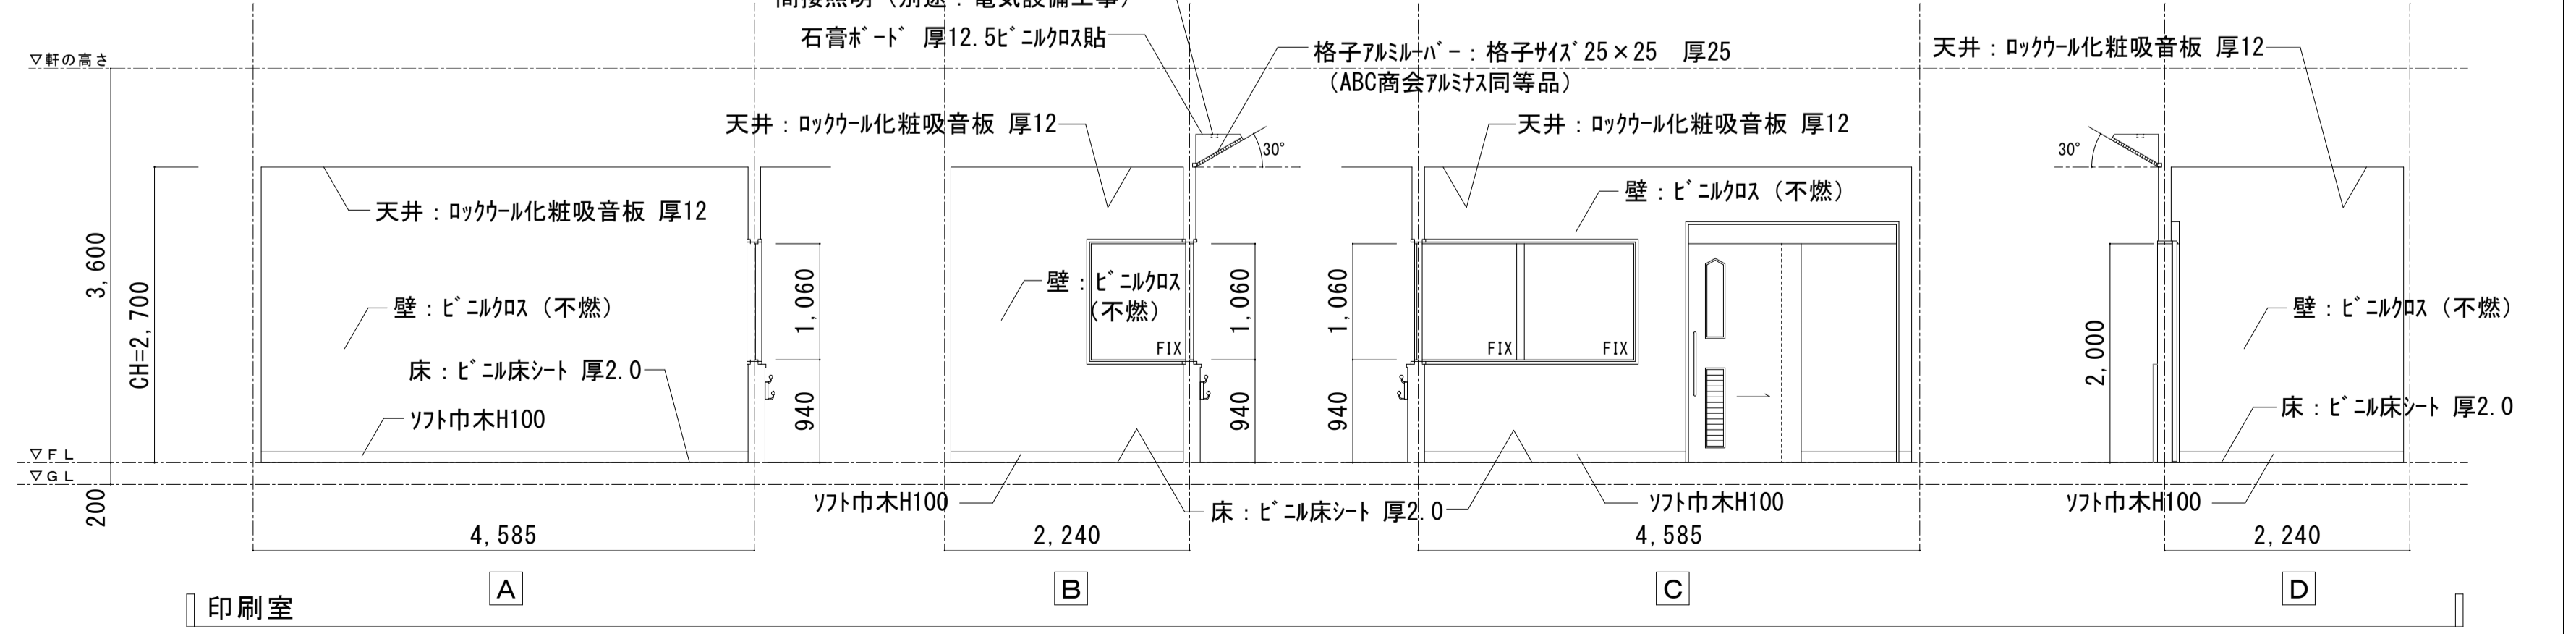 間接照明（別途：電気設備工事）
石膏ﾎﾞｰﾄﾞ 厚12.5ﾋﾞﾆﾙｸﾛｽ貼
格子ｱﾙﾐﾙｰﾊﾞｰ：格子ｻｲｽﾞ25×25　厚25
（ABC商会ｱﾙﾐﾅｽ同等品）
天井：ﾛｯｸｳｰﾙ化粧吸音板 厚12
▽軒の高さ
天井：ﾛｯｸｳｰﾙ化粧吸音板 厚12
天井：ﾛｯｸｳｰﾙ化粧吸音板 厚12
30°
30°
天井：ﾛｯｸｳｰﾙ化粧吸音板 厚12
壁：ﾋﾞﾆﾙｸﾛｽ（不燃）
3,600
CH=2,700
壁：ﾋﾞﾆﾙｸﾛｽ（不燃）
1,060
壁：ﾋﾞﾆﾙｸﾛｽ
（不燃）
FIX
1,060
1,060
FIX
FIX
2,000
壁：ﾋﾞﾆﾙｸﾛｽ（不燃）
床：ﾋﾞﾆﾙ床ｼｰﾄ 厚2.0
ｿﾌﾄ巾木H100
940
940
940
床：ﾋﾞﾆﾙ床ｼｰﾄ 厚2.0
▽FL
▽GL
200
ｿﾌﾄ巾木H100
床：ﾋﾞﾆﾙ床ｼｰﾄ 厚2.0
ｿﾌﾄ巾木H100
ｿﾌﾄ巾木H100
4,585
2,240
4,585
2,240
A
B
C
D
印刷室